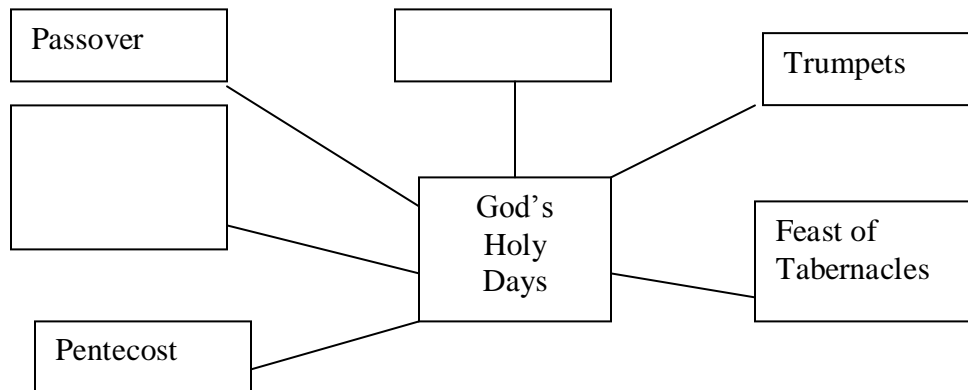 Passover
Trumpets
God’s
Holy
Days
Feast of
Tabernacles
Pentecost